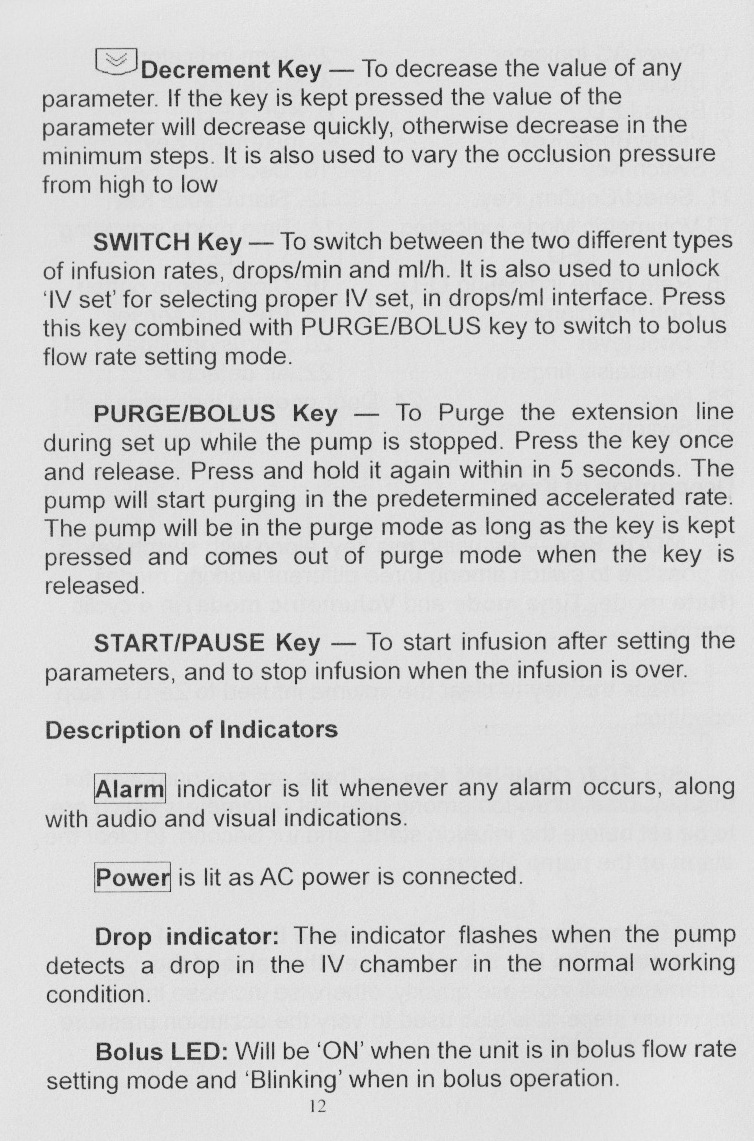 Decrement Key — To decrease the value of any
parameter. If the key is kept pressed the value of the
parameter will decrease quickly, otherwise decrease in the
minimum steps. It is also used to vary the occlusion pressure
from high to low
SWITCH Key — To switch between the two different types
of infusion rates, drops/min and ml/h. It is also used to unlock
‘IV set’ for selecting proper IV set, in drops/ml interface. Press
this key combined with PURGE/BOLUS key to switch to bolus
flow rate setting mode.
PURGE/BOLUS Key — To Purge the extension line
during set up while the pump is stopped. Press the key once
and release. Press and hold it again within in 5 seconds. The
pump will start purging in the predetermined accelerated rate.
The pump will be in the purge mode as long as the key is kept
pressed and comes out of purge mode when the key is
released.
START/PAUSE Key — To start infusion after setting the
parameters, and to stop infusion when the infusion is over.
Description of Indicators
Alarm indicator is lit whenever any alarm occurs, along
with audio and visual indications.
Power is lit as AC power is connected.
Drop indicator: The indicator flashes when the pump
detects a drop in the IV chamber in the normal working
condition.
Bolus LED: Will be ‘ON’ when the unit is in bolus flow rate
setting mode and ‘Blinking’ when in bolus operation.
12